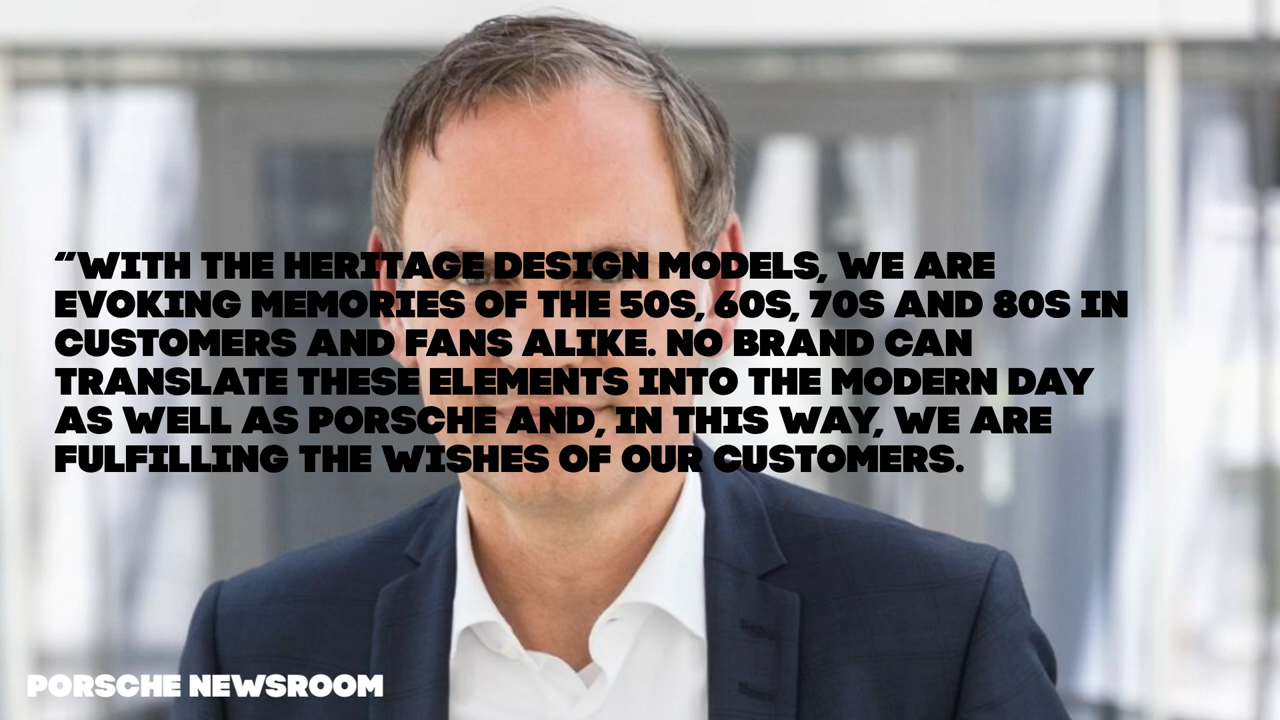 “WITH THE HERITAGE DESIGN MODELS, WE ARE
EVOKING MEMORIES OF THE 50S, 60S, 70S AND 80S IN
CUSTOMERS AND FANS ALIKE. NO BRAND CAN
TRANSLATE THESE ELEMENTS INTO THE MODERN DAY
AS WELL AS PORSCHE AND, IN THIS WAY, WE ARE
FULFILLING THE WISHES OF OUR CUSTOMERS.
PORSCHE NEWSROOM